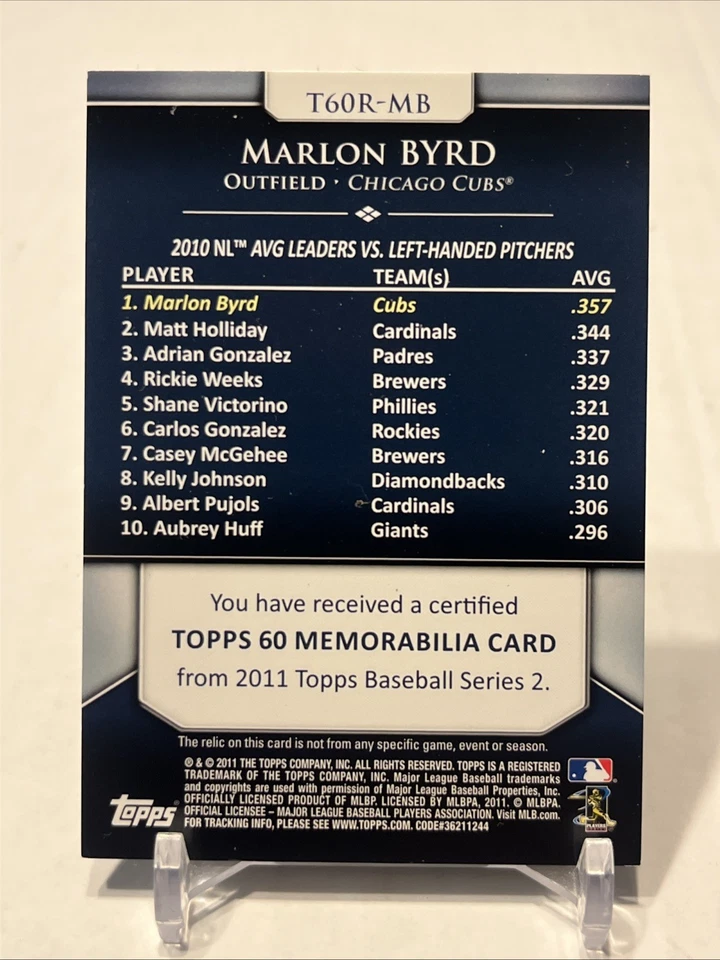 T60R-MB
MARLON BYRD
OUTFIELD • CHICAGO CUBS®
2010 NL™ AVG LEADERS VS. LEFT-HANDED PITCHERS
PLAYER TEAM(s) AVG
1. Marlon Byrd Cubs .357
2. Matt Holliday Cardinals .344
3. Adrian Gonzalez Padres .337
4. Rickie Weeks Brewers .329
5. Shane Victorino Phillies .321
6. Carlos Gonzalez Rockies .320
7. Casey McGehee Brewers .316
8. Kelly Johnson Diamondbacks .310
9. Albert Pujols Cardinals .306
10. Aubrey Huff Giants .296
You have received a certified
TOPPS 60 MEMORABILIA CARD
from 2011 Topps Baseball Series 2.
The relic on this card is not from any specific game, event or season.
® & © 2011 THE TOPPS COMPANY, INC. ALL RIGHTS RESERVED. TOPPS IS A REGISTERED
TRADEMARK OF THE TOPPS COMPANY, INC. Major League Baseball trademarks
and copyrights are used with permission of Major League Baseball Properties, Inc.
OFFICIALLY LICENSED PRODUCT OF MLBP. LICENSED BY MLBPA, 2011. © MLBPA.
OFFICIAL LICENSEE – MAJOR LEAGUE BASEBALL PLAYERS ASSOCIATION. Visit MLB.com.
FOR TRACKING INFO, PLEASE SEE WWW.TOPPS.COM. CODE#36211244
Topps
PLAYERS